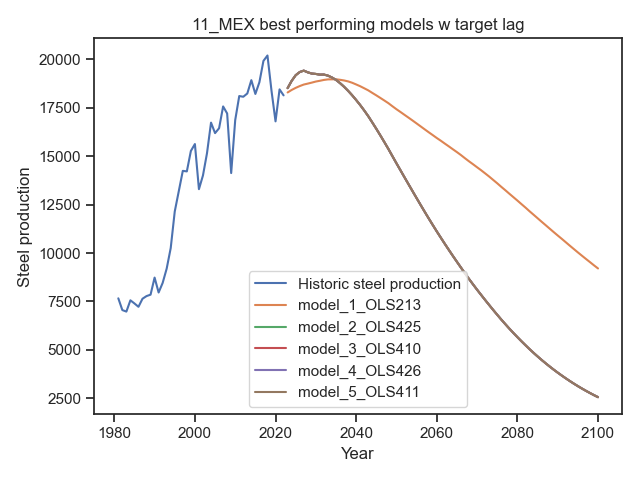 11_MEX best performing models w target lag
Steel production
20000
17500
15000
12500
10000
7500
5000
2500
Historic steel production
model_1_OLS213
model_2_OLS425
model_3_OLS410
model_4_OLS426
model_5_OLS411
1980 2000 2020 2040 2060 2080 2100
Year